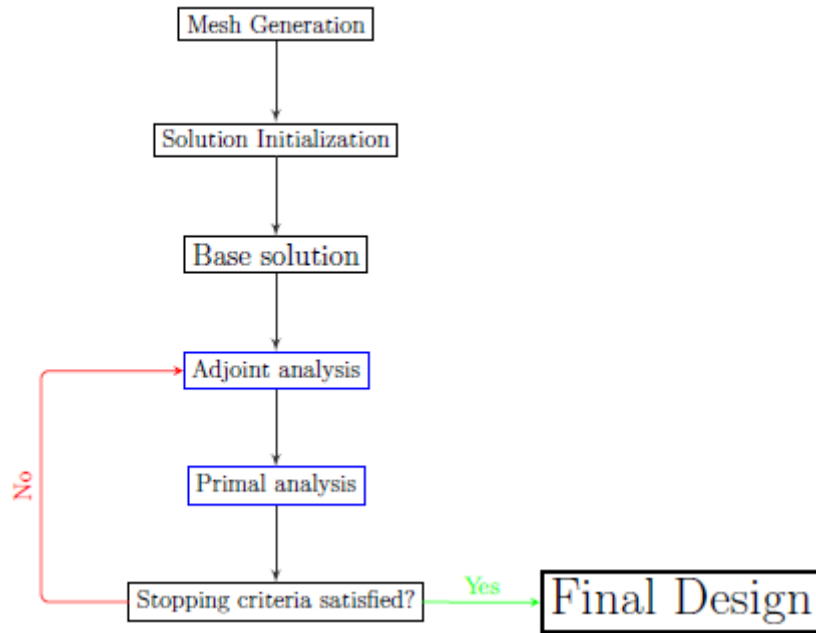 Mesh Generation
Solution Initialization
Base solution
Adjoint analysis
Primal analysis
No
Stopping criteria satisfied?
Yes
Final Design